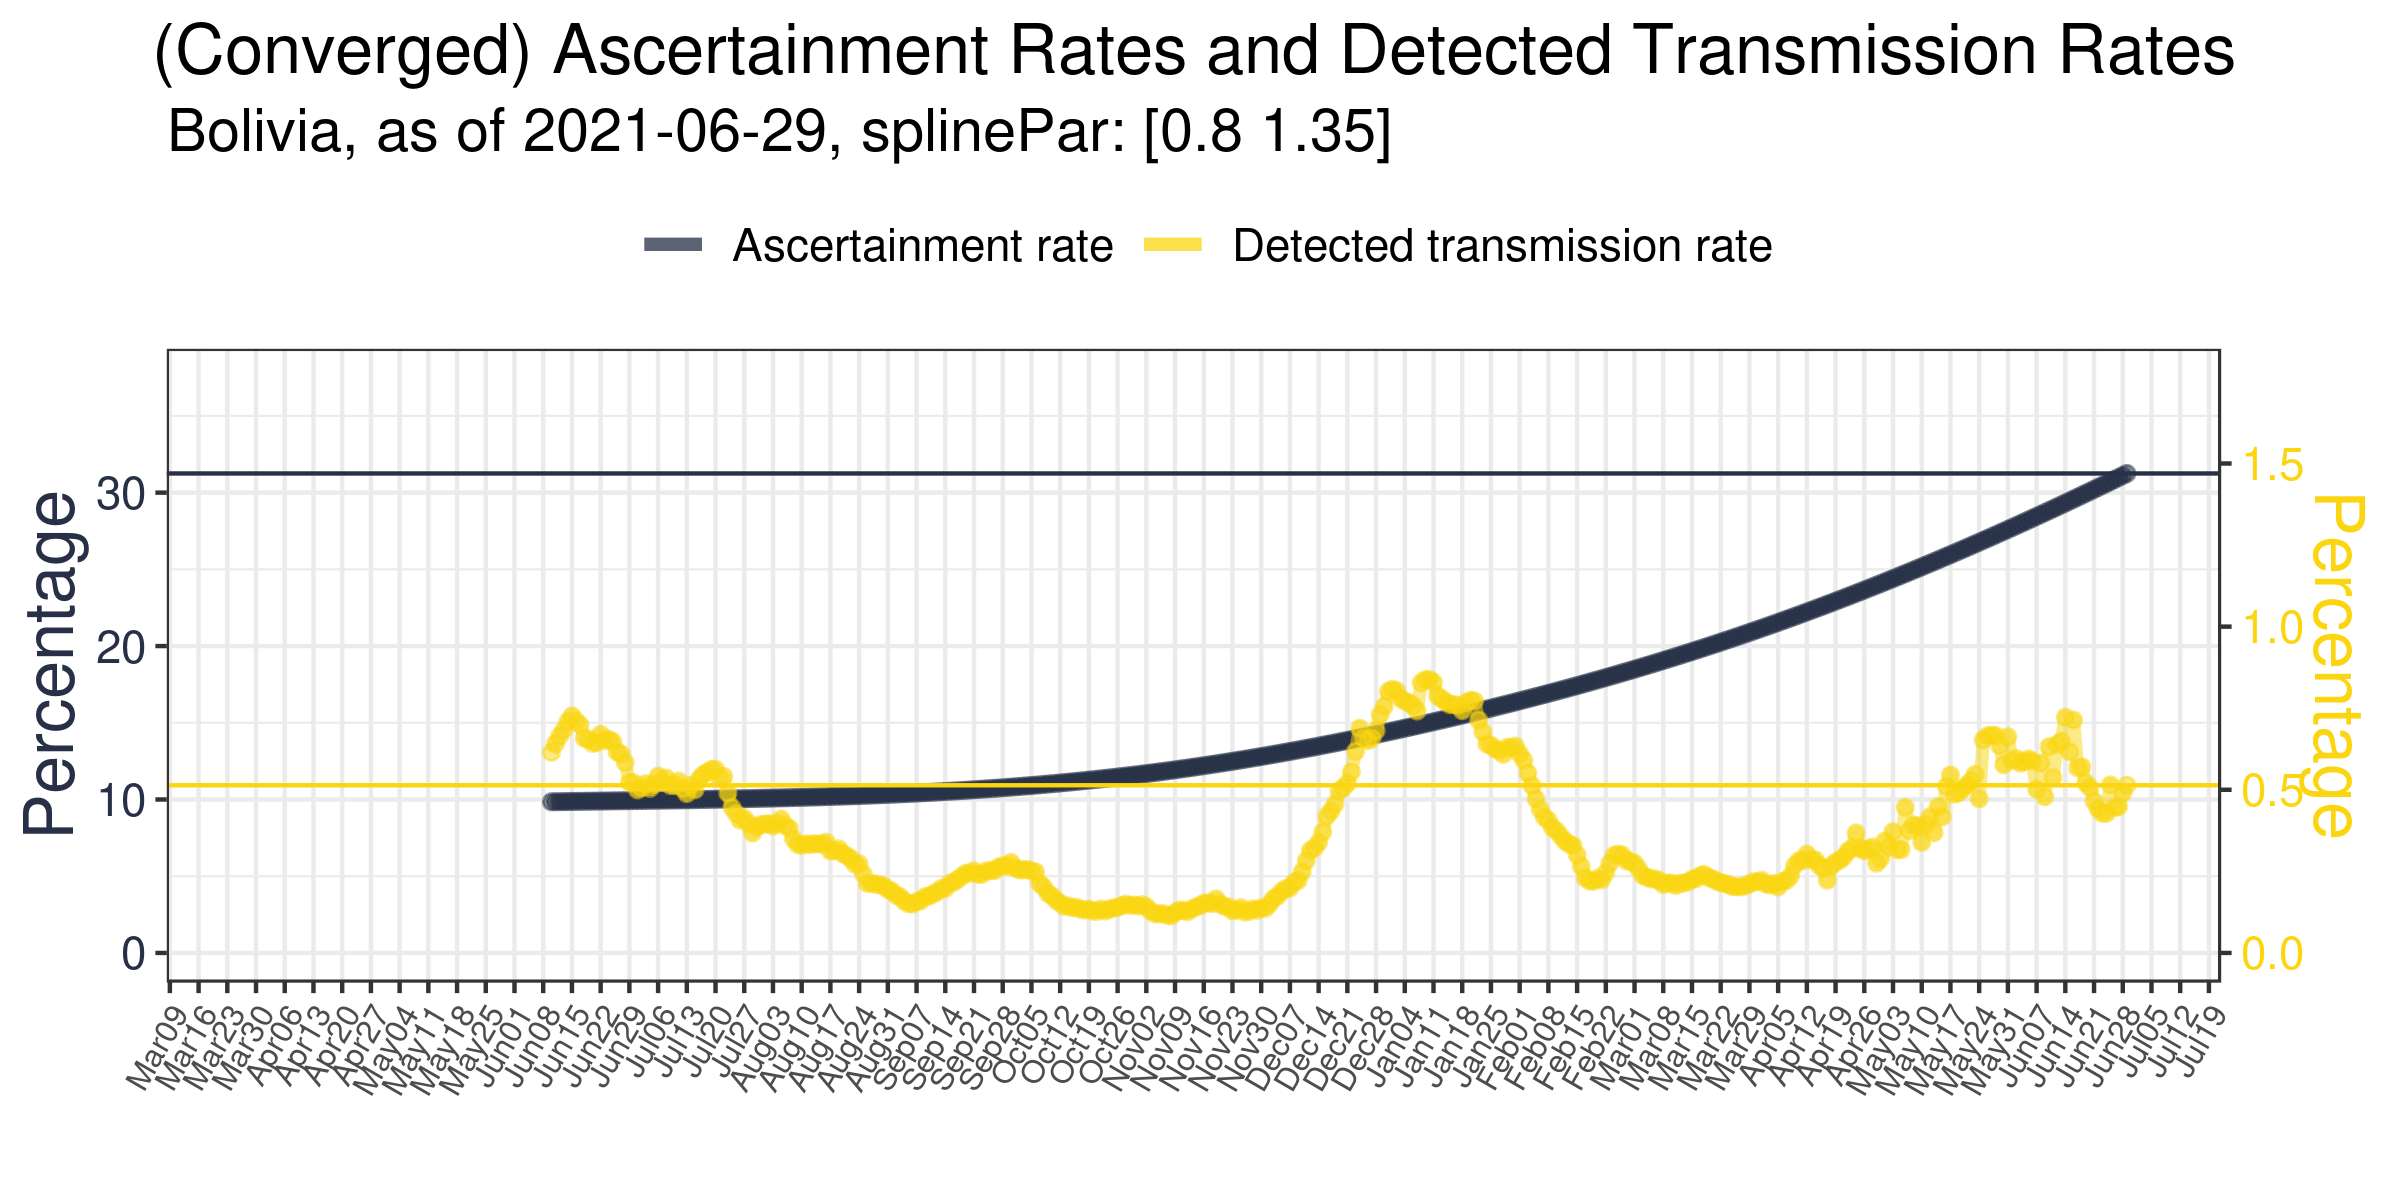 (Converged) Ascertainment Rates and Detected Transmission Rates
Bolivia, as of 2021-06-29, splinePar: [0.8 1.35]
Ascertainment rate
Detected transmission rate
Percentage
30
20
10
0
1.5
1.0
0.5
0.0
Percentage
Mar09
Mar16
Mar23
Mar30
Apr06
Apr13
Apr20
Apr27
May04
May11
May18
May25
Jun01
Jun08
Jun15
Jun22
Jun29
Jul06
Jul13
Jul20
Jul27
Aug03
Aug10
Aug17
Aug24
Aug31
Sep07
Sep14
Sep21
Sep28
Oct05
Oct12
Oct19
Oct26
Nov02
Nov09
Nov16
Nov23
Nov30
Dec07
Dec14
Dec21
Dec28
Jan04
Jan11
Jan18
Jan25
Feb01
Feb08
Feb15
Feb22
Mar01
Mar08
Mar15
Mar22
Mar29
Apr05
Apr12
Apr19
Apr26
May03
May10
May17
May24
May31
Jun07
Jun14
Jun21
Jun28
Jul05
Jul12
Jul19